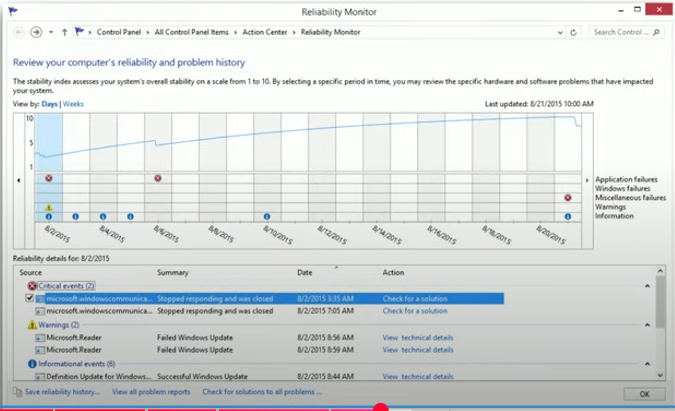 Reliability Monitor
Control Panel
All Control Panel Items
Action Center
Reliability Monitor
Search Control ...
Review your computer's reliability and problem history
The stability index assesses your system's overall stability on a scale from 1 to 10. By selecting a specific period in time, you may review the specific hardware and software problems that have impacted
your system.
View by: Days | Weeks
Last updated: 8/21/2015 10:00 AM
10
5
1
Application failures
Windows failures
Miscellaneous failures
Warnings
Information
8/2/2015
8/4/2015
8/6/2015
8/8/2015
8/10/2015
8/12/2015
8/14/2015
8/16/2015
8/18/2015
8/20/2015
Reliability details for: 8/2/2015
Source Summary Date Action
Critical events (2)
microsoft.windowscommunica... Stopped responding and was closed 8/2/2015 3:35 AM Check for a solution
microsoft.windowscommunica... Stopped responding and was closed 8/2/2015 7:05 AM Check for a solution
Warnings (2)
Microsoft.Reader Failed Windows Update 8/2/2015 8:56 AM View technical details
Microsoft.Reader Failed Windows Update 8/2/2015 8:59 AM View technical details
Informational events (6)
Definition Update for Windows... Successful Windows Update 8/2/2015 8:44 AM View technical details
Save reliability history... View all problem reports Check for solutions to all problems ...
OK